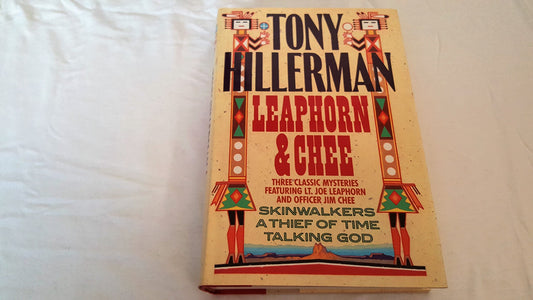 TONY
HILLERMAN
LEAPHORN
& CHEE
THREE CLASSIC MYSTERIES
FEATURING LT. JOE LEAPHORN
AND OFFICER JIM CHEE
SKINWALKERS
A THIEF OF TIME
TALKING GOD